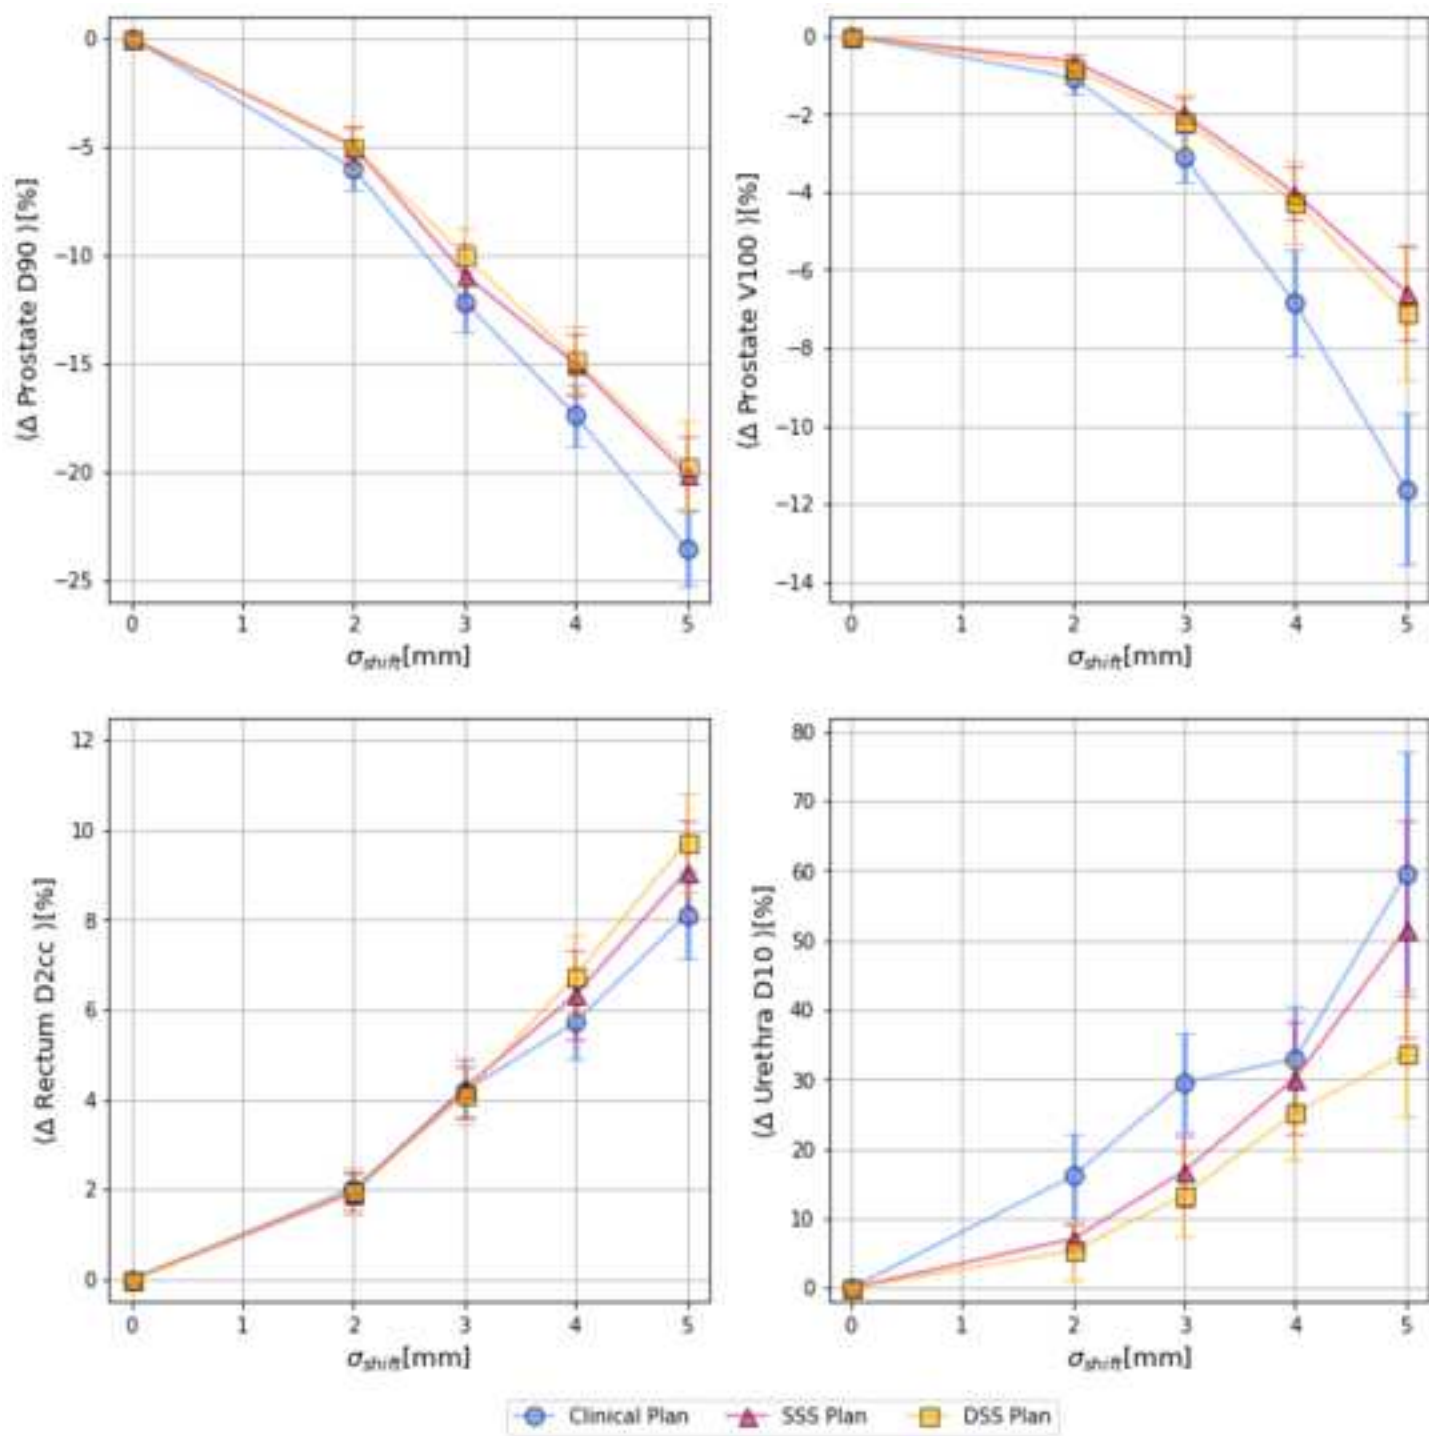 0
−5
−10
−15
−20
−25
⟨Δ Prostate D90 ⟩[%]
0 1 2 3 4 5
σshift[mm]
0
−2
−4
−6
−8
−10
−12
−14
⟨Δ Prostate V100 ⟩[%]
0 1 2 3 4 5
σshift[mm]
12
10
8
6
4
2
0
⟨Δ Rectum D2cc ⟩[%]
0 1 2 3 4 5
σshift[mm]
80
70
60
50
40
30
20
10
0
⟨Δ Urethra D10 ⟩[%]
0 1 2 3 4 5
σshift[mm]
Clinical Plan SSS Plan DSS Plan